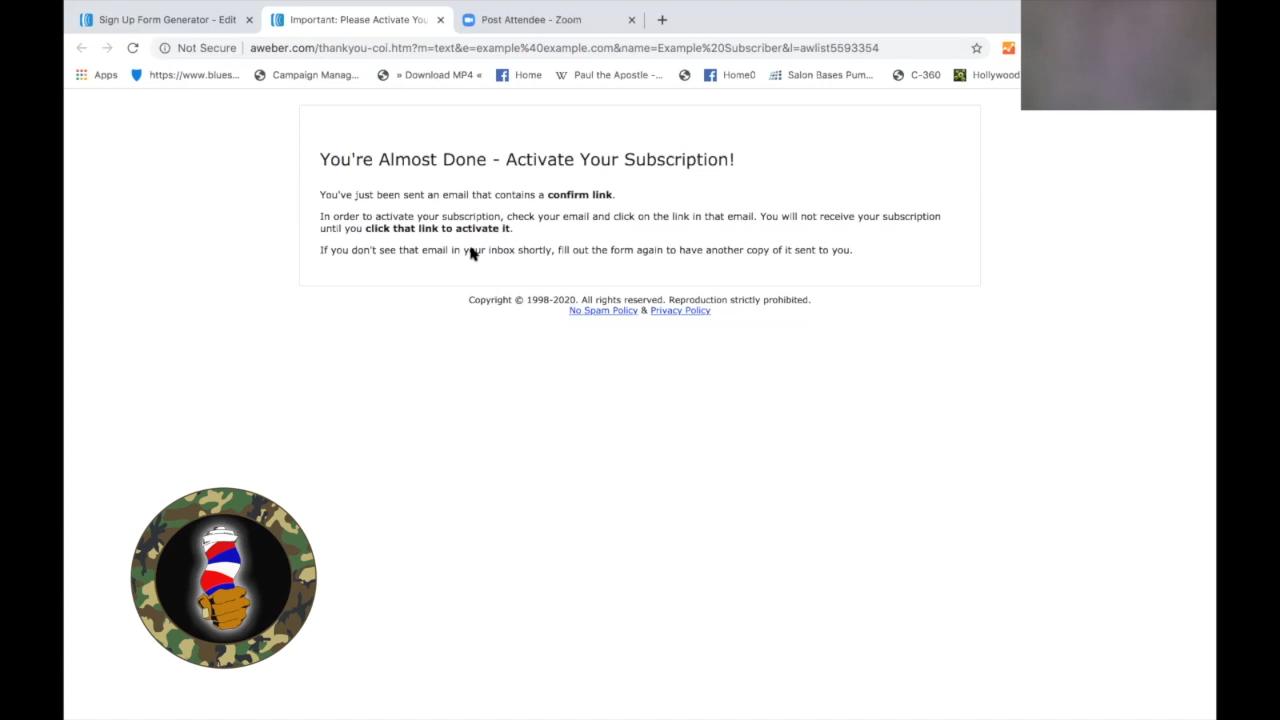 Sign Up Form Generator - Edit
Important: Please Activate You
Post Attendee - Zoom
Not Secure
aweber.com/thankyou-coi.htm?m=text&e=example%40example.com&name=Example%20Subscriber&l=awlist5593354
Apps https://www.blues... Campaign Manag... » Download MP4 « Home Paul the Apostle -... Home0 Salon Bases Pum... C-360 Hollywood
You're Almost Done - Activate Your Subscription!
You've just been sent an email that contains a confirm link.
In order to activate your subscription, check your email and click on the link in that email. You will not receive your subscription
until you click that link to activate it.
If you don't see that email in your inbox shortly, fill out the form again to have another copy of it sent to you.
Copyright © 1998-2020. All rights reserved. Reproduction strictly prohibited.
No Spam Policy & Privacy Policy